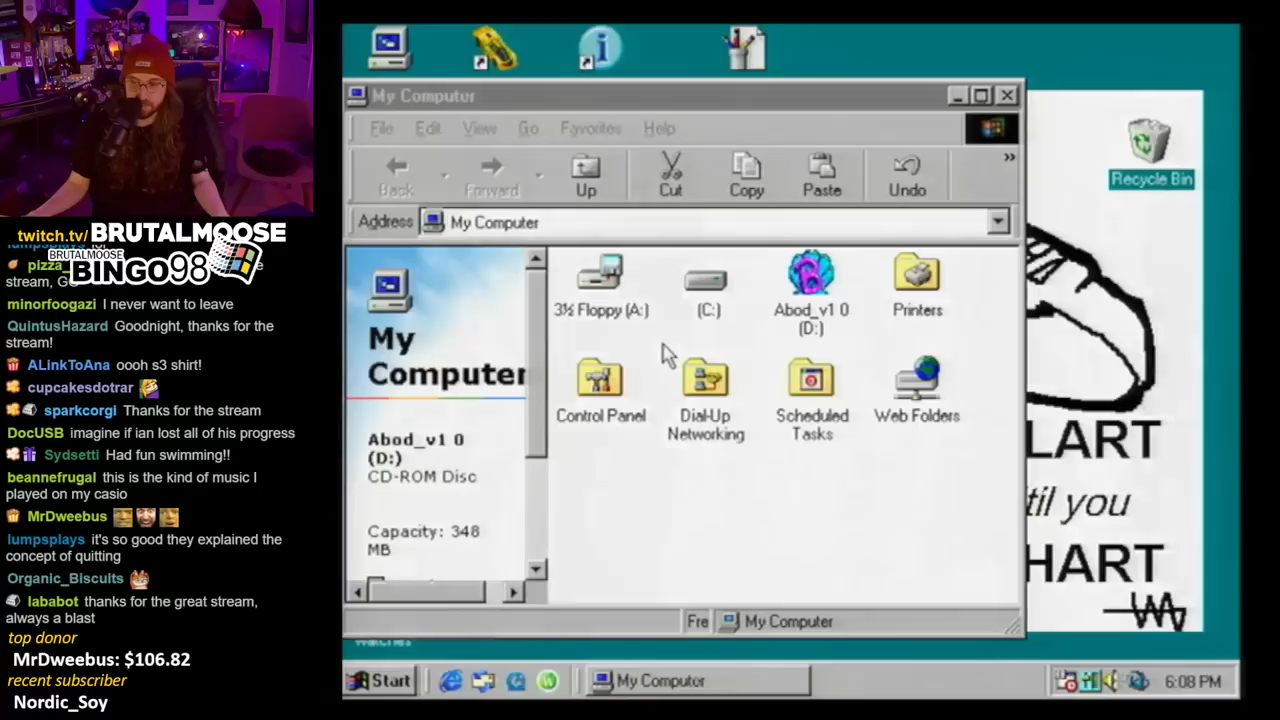 twitch.tv/BRUTALMOOSE
BRUTALMOOSE
BINGO98
lumpsplays
pizza_
stream,
minorfoogazi I never want to leave
QuintusHazard Goodnight, thanks for the
stream!
ALinkToAna oooh s3 shirt!
cupcakesdotrar
sparkcorgi Thanks for the stream
DocUSB imagine if ian lost all of his progress
Sydsetti Had fun swimming!!
beannefrugal this is the kind of music I
played on my casio
MrDweebus
lumpsplays it's so good they explained the
concept of quitting
Organic_Biscuits
lababot thanks for the great stream,
always a blast
top donor
MrDweebus: $106.82
recent subscriber
Nordic_Soy
My Computer
File Edit View Go Favorites Help
Back Forward Up Cut Copy Paste Undo
Address My Computer
My
Computer
Abod_v1 0
(D:)
CD-ROM Disc
Capacity: 348
MB
3½ Floppy (A:)
(C:)
Abod_v1 0
(D:)
Printers
Control Panel
Dial-Up
Networking
Scheduled
Tasks
Web Folders
Fre My Computer
Recycle Bin
LART
til you
HART
Start
My Computer
6:08 PM